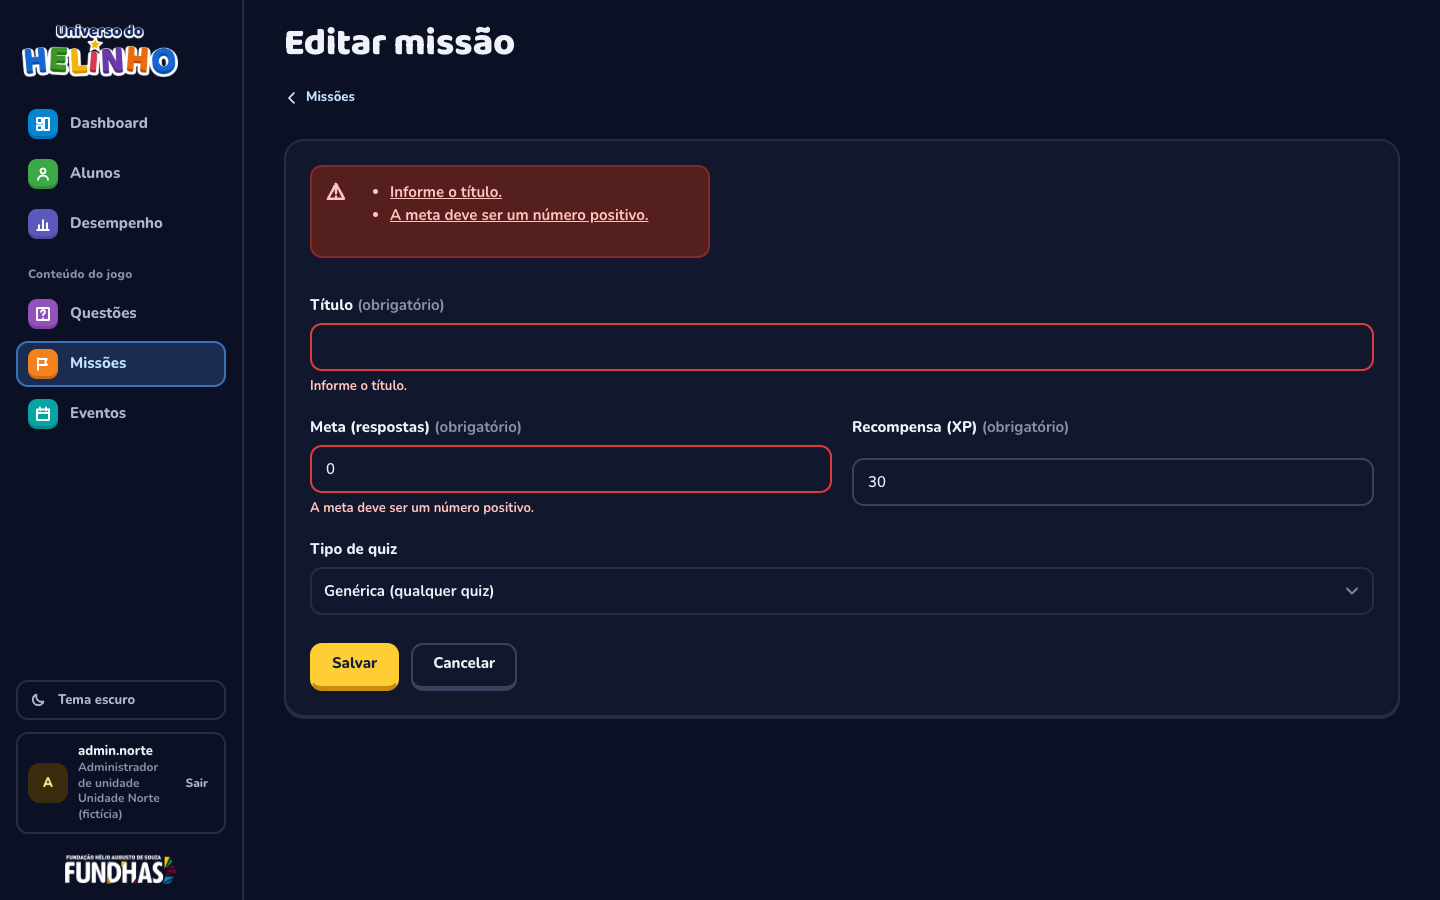 Universo do
HELINHO
Dashboard
Alunos
Desempenho
Conteúdo do jogo
Questões
Missões
Eventos
Tema escuro
A
admin.norte
Administrador
de unidade
Unidade Norte
(fictícia)
Sair
FUNDAÇÃO HÉLIO AUGUSTO DE SOUZA
FUNDHAS
Editar missão
Missões
Informe o título.
A meta deve ser um número positivo.
Título (obrigatório)
Informe o título.
Meta (respostas) (obrigatório)
0
A meta deve ser um número positivo.
Recompensa (XP) (obrigatório)
30
Tipo de quiz
Genérica (qualquer quiz)
Salvar
Cancelar